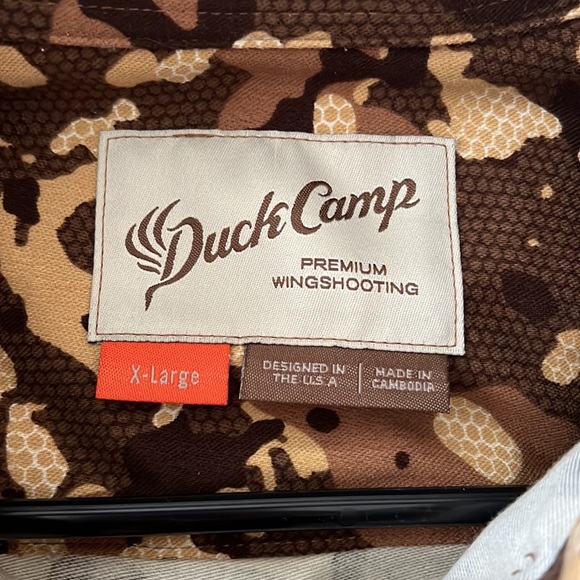 Duck Camp
PREMIUM
WINGSHOOTING
X-Large
DESIGNED IN
THE U.S.A
MADE IN
CAMBODIA